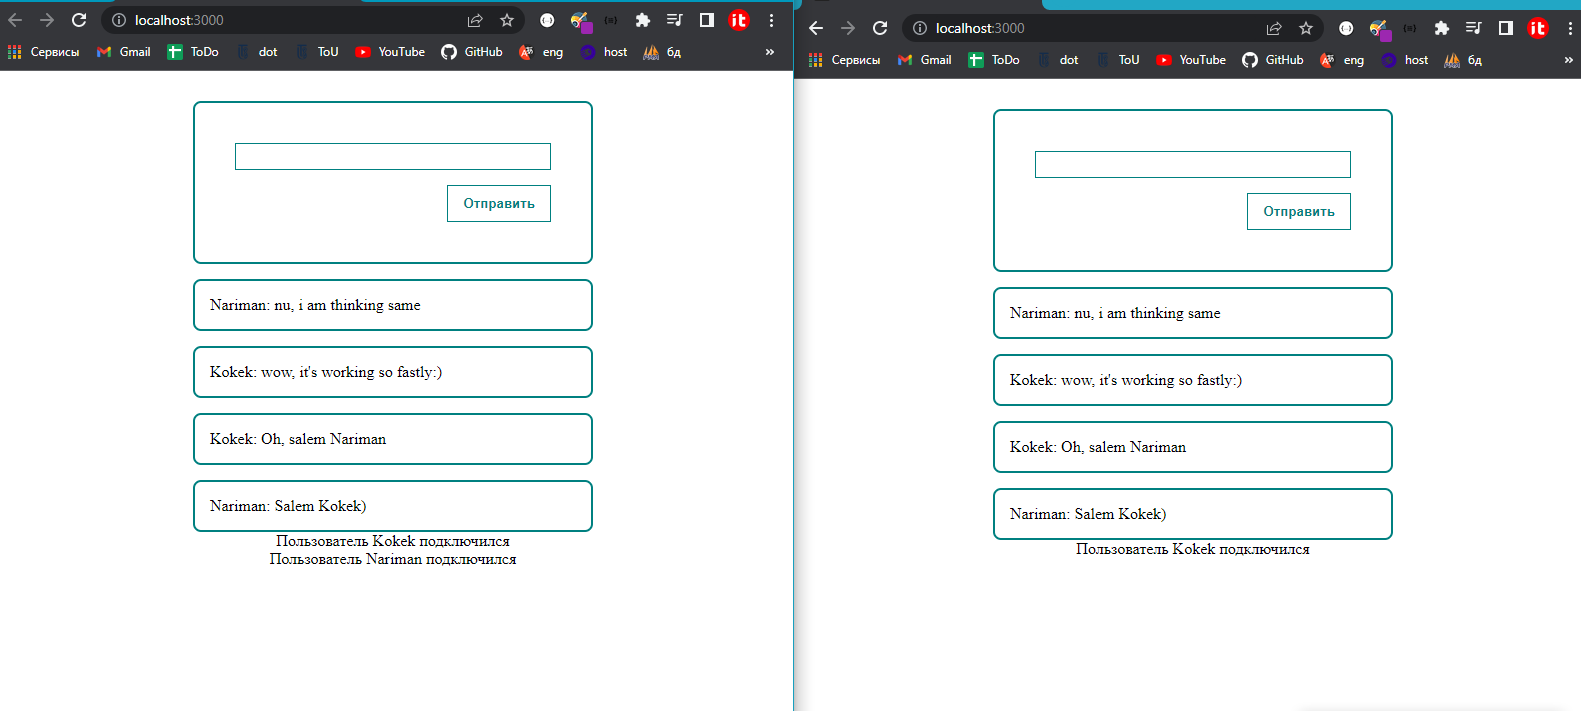 localhost:3000
Сервисы Gmail ToDo dot ToU YouTube GitHub eng host бд »
Отправить
Nariman: nu, i am thinking same
Kokek: wow, it's working so fastly:)
Kokek: Oh, salem Nariman
Nariman: Salem Kokek)
Пользователь Kokek подключился
Пользователь Nariman подключился
localhost:3000
Сервисы Gmail ToDo dot ToU YouTube GitHub eng host бд »
Отправить
Nariman: nu, i am thinking same
Kokek: wow, it's working so fastly:)
Kokek: Oh, salem Nariman
Nariman: Salem Kokek)
Пользователь Kokek подключился